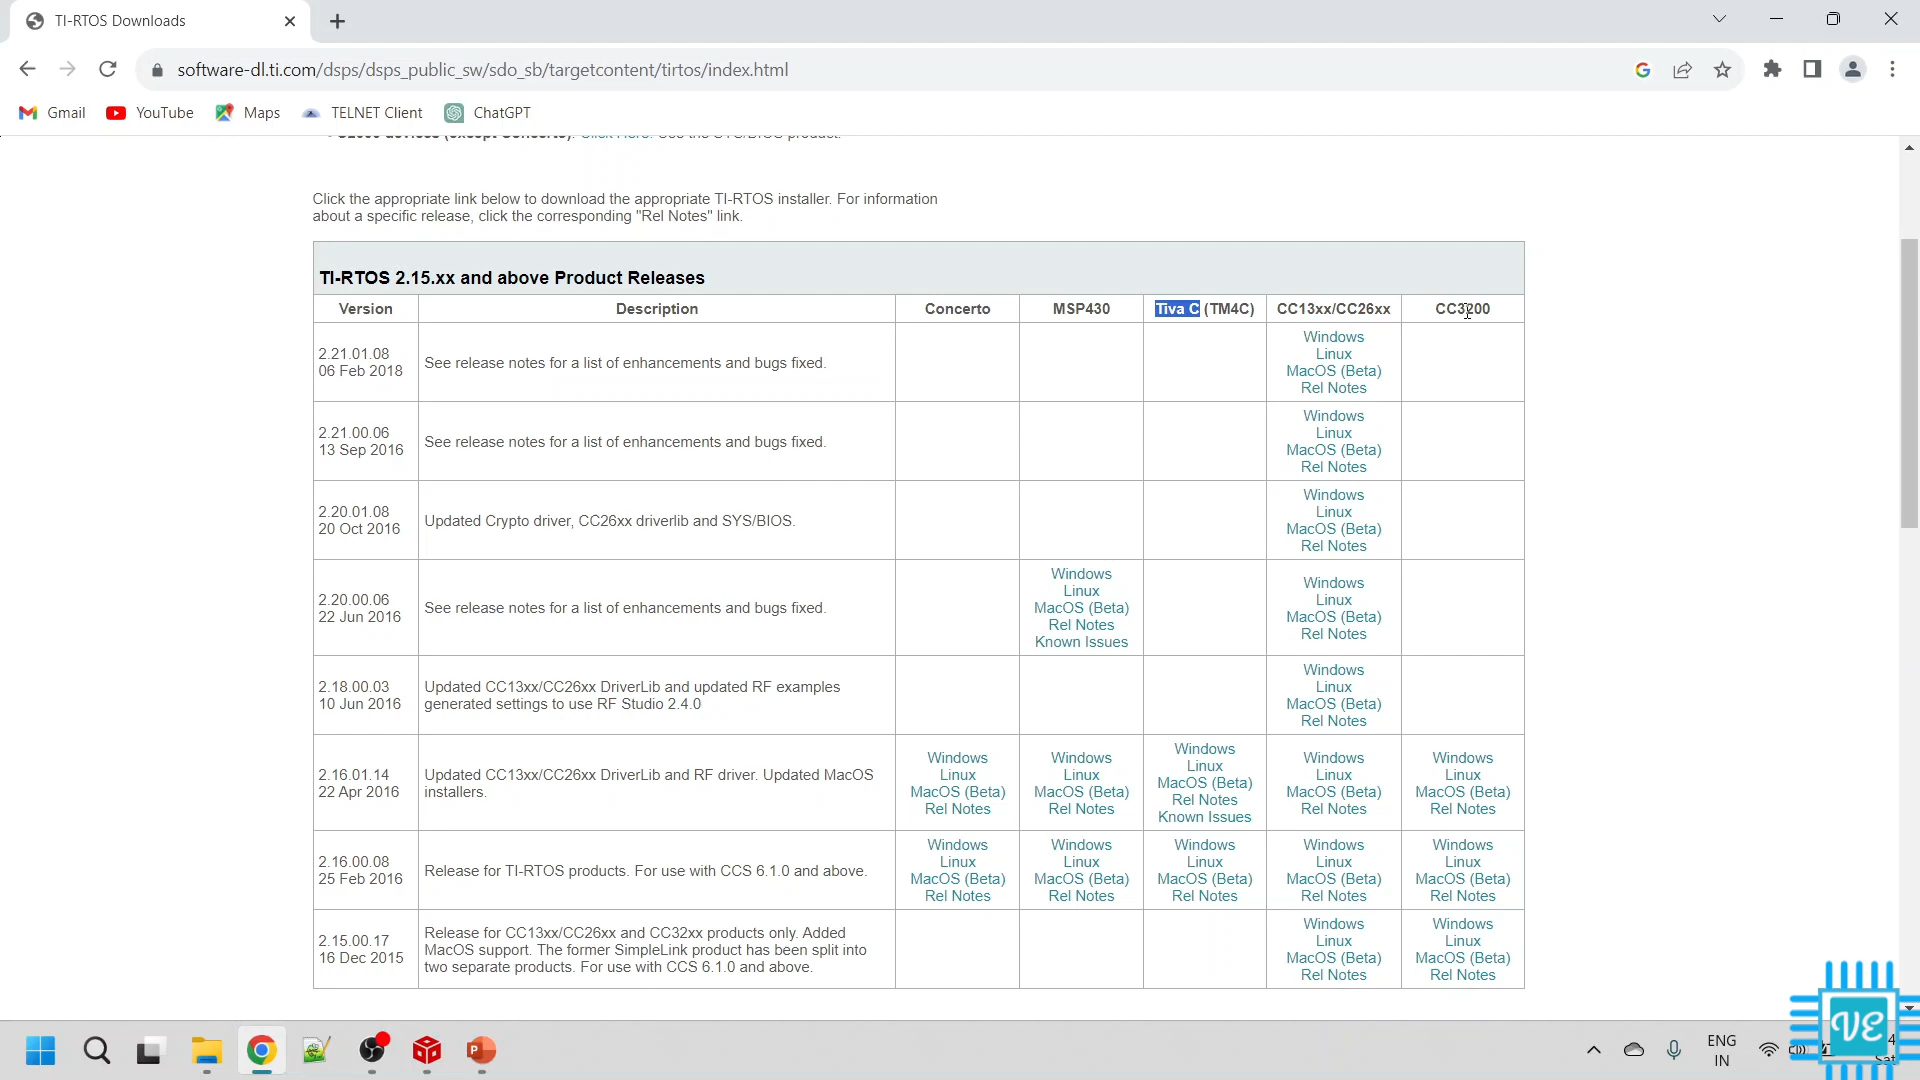 TI-RTOS Downloads
software-dl.ti.com/dsps/dsps_public_sw/sdo_sb/targetcontent/tirtos/index.html
Gmail YouTube Maps TELNET Client ChatGPT
Click the appropriate link below to download the appropriate TI-RTOS installer. For information
about a specific release, click the corresponding "Rel Notes" link.
TI-RTOS 2.15.xx and above Product Releases
Version Description Concerto MSP430 Tiva C (TM4C) CC13xx/CC26xx CC3200
2.21.01.08
06 Feb 2018
See release notes for a list of enhancements and bugs fixed.
Windows
Linux
MacOS (Beta)
Rel Notes
2.21.00.06
13 Sep 2016
See release notes for a list of enhancements and bugs fixed.
Windows
Linux
MacOS (Beta)
Rel Notes
2.20.01.08
20 Oct 2016
Updated Crypto driver, CC26xx driverlib and SYS/BIOS.
Windows
Linux
MacOS (Beta)
Rel Notes
2.20.00.06
22 Jun 2016
See release notes for a list of enhancements and bugs fixed.
Windows
Linux
MacOS (Beta)
Rel Notes
Known Issues
Windows
Linux
MacOS (Beta)
Rel Notes
2.18.00.03
10 Jun 2016
Updated CC13xx/CC26xx DriverLib and updated RF examples
generated settings to use RF Studio 2.4.0
Windows
Linux
MacOS (Beta)
Rel Notes
2.16.01.14
22 Apr 2016
Updated CC13xx/CC26xx DriverLib and RF driver. Updated MacOS
installers.
Windows
Linux
MacOS (Beta)
Rel Notes
Windows
Linux
MacOS (Beta)
Rel Notes
Windows
Linux
MacOS (Beta)
Rel Notes
Known Issues
Windows
Linux
MacOS (Beta)
Rel Notes
Windows
Linux
MacOS (Beta)
Rel Notes
2.16.00.08
25 Feb 2016
Release for TI-RTOS products. For use with CCS 6.1.0 and above.
Windows
Linux
MacOS (Beta)
Rel Notes
Windows
Linux
MacOS (Beta)
Rel Notes
Windows
Linux
MacOS (Beta)
Rel Notes
Windows
Linux
MacOS (Beta)
Rel Notes
Windows
Linux
MacOS (Beta)
Rel Notes
2.15.00.17
16 Dec 2015
Release for CC13xx/CC26xx and CC32xx products only. Added
MacOS support. The former SimpleLink product has been split into
two separate products. For use with CCS 6.1.0 and above.
Windows
Linux
MacOS (Beta)
Rel Notes
Windows
Linux
MacOS (Beta)
Rel Notes
ENG
IN
VE